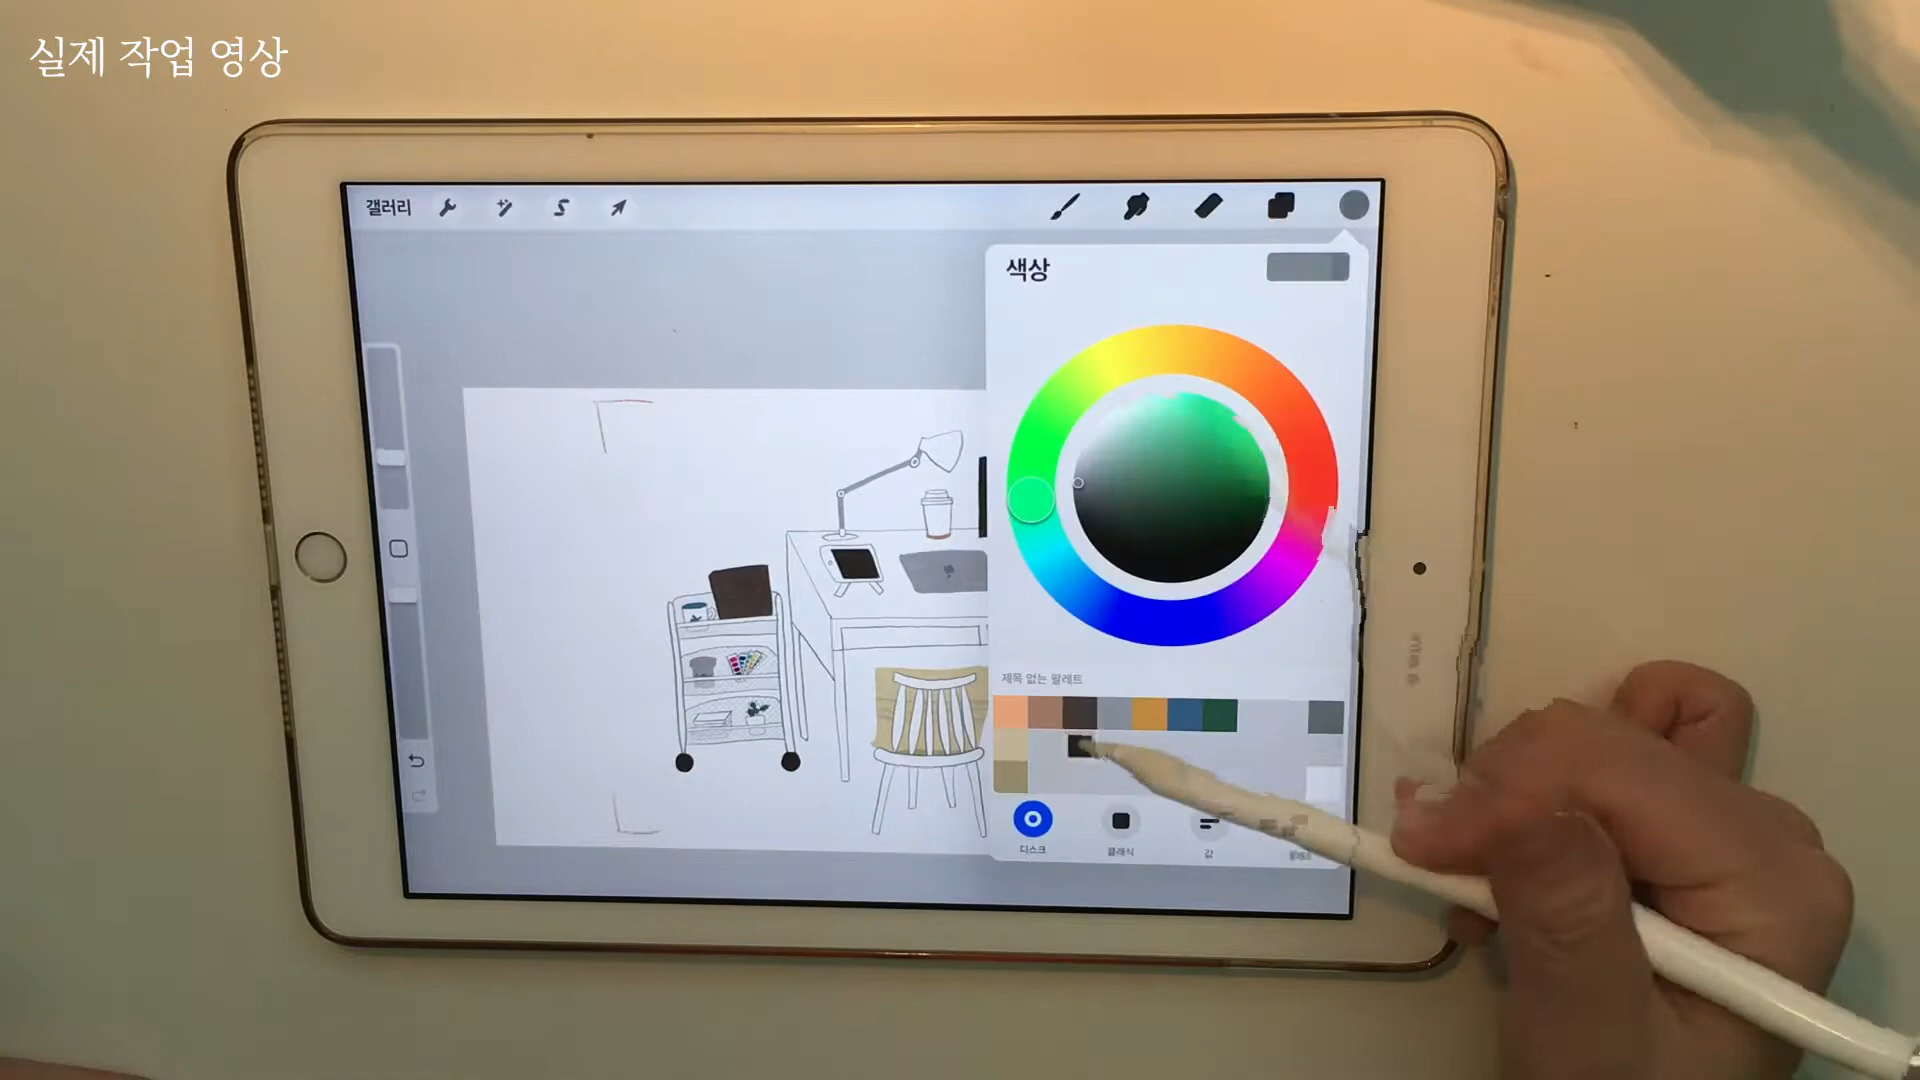 실제 작업 영상
갤러리
색상
제목 없는 팔레트
디스크
클래식
값